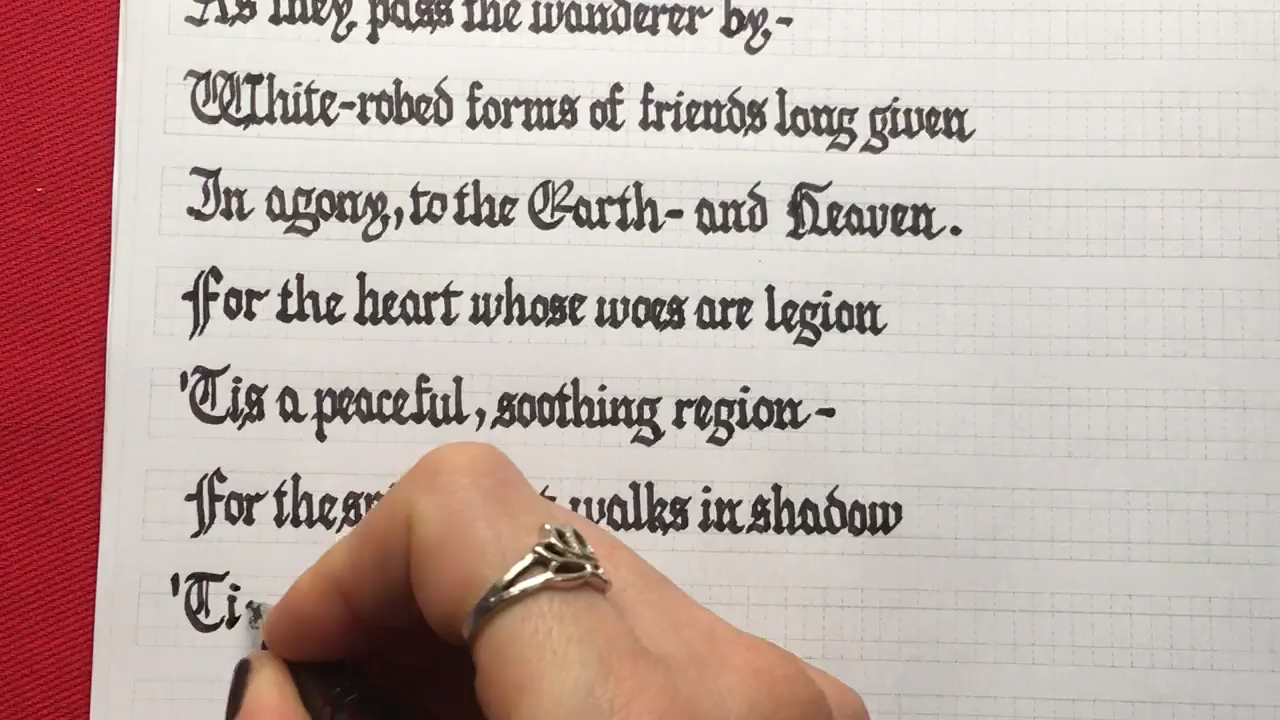 As they pass the wanderer by,-
White-robed forms of friends long given
In agony, to the Earth- and Heaven.
For the heart whose woes are legion
'Tis a peaceful, soothing region-
For the walks in shadow
'Tis